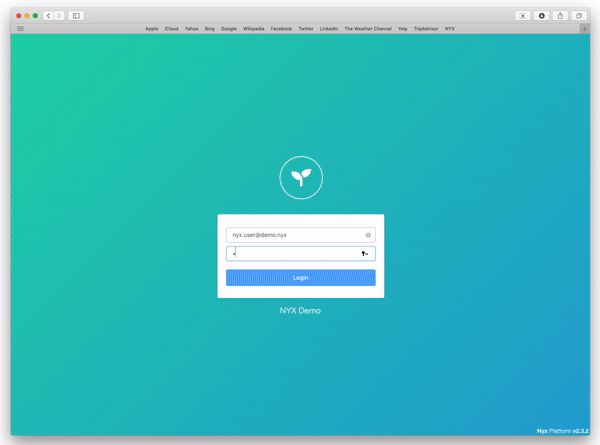 Apple iCloud Yahoo Bing Google Wikipedia Facebook Twitter LinkedIn The Weather Channel Yelp TripAdvisor NYX
nyx.user@demo.nyx
Login
NYX Demo
Nyx Platform v2.3.2